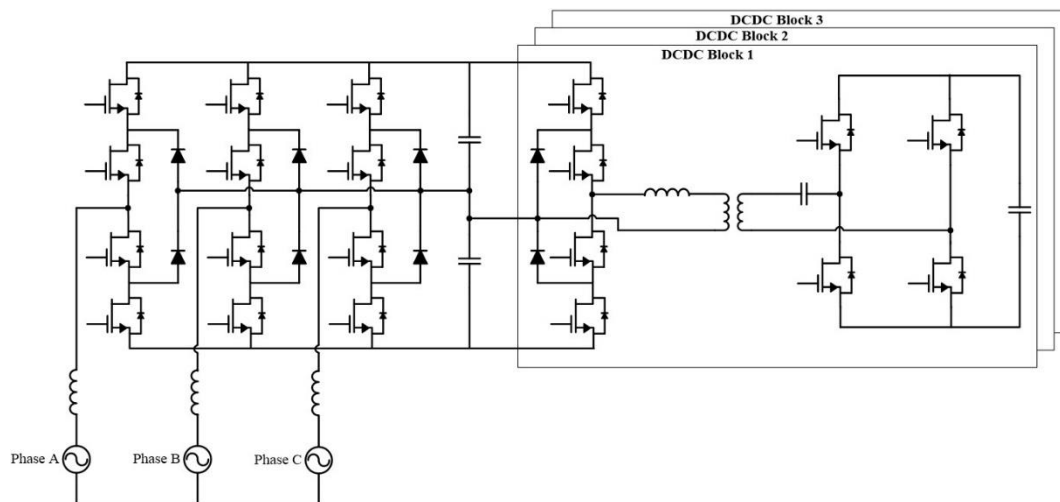 DCDC Block 3
DCDC Block 2
DCDC Block 1
Phase A
Phase B
Phase C